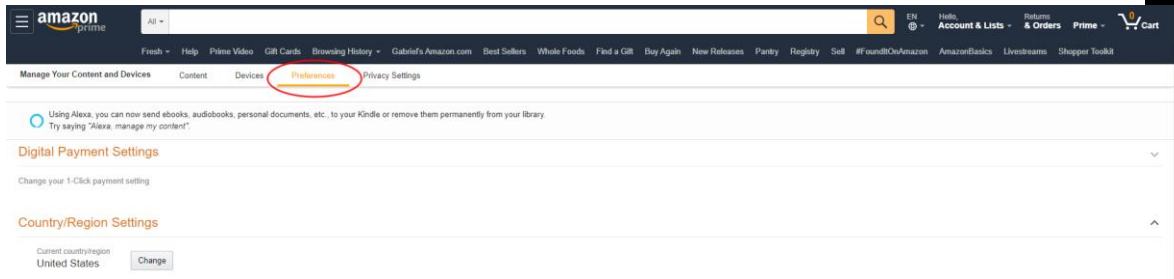 amazon prime
All
EN
Hello,
Account & Lists
Returns
& Orders
Prime
0
Cart
Fresh Help Prime Video Gift Cards Browsing History Gabriel's Amazon.com Best Sellers Whole Foods Find a Gift Buy Again New Releases Pantry Registry Sell #FoundItOnAmazon AmazonBasics Livestreams Shopper Toolkit
Manage Your Content and Devices Content Devices Preferences Privacy Settings
Using Alexa, you can now send ebooks, audiobooks, personal documents, etc., to your Kindle or remove them permanently from your library.
Try saying "Alexa, manage my content".
Digital Payment Settings
Change your 1-Click payment setting
Country/Region Settings
Current country/region
United States
Change